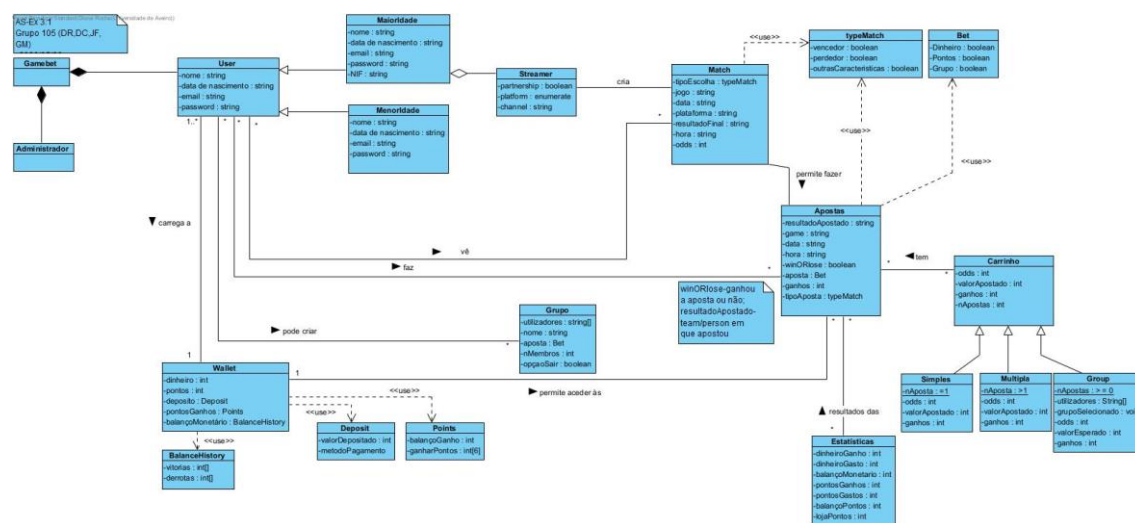 AS-Ex 3.1
Grupo 105 (DR,DC,JF,
GM)
Gamebet
Administrador
User
-nome : string
-data de nascimento : string
-email : string
-password : string
MaiorIdade
-nome : string
-data de nascimento : string
-email : string
-password : string
-NIF : string
MenorIdade
-nome : string
-data de nascimento : string
-email : string
-password : string
Streamer
-partnership : boolean
-platform : enumerate
-channel : string
cria
Match
-tipoEscolha : typeMatch
-jogo : string
-data : string
-plataforma : string
-resultadoFinal : string
-hora : string
-odds : int
<<use>>
typeMatch
-vencedor : boolean
-perdedor : boolean
-outrasCaracteristicas : boolean
Bet
-Dinheiro : boolean
-Pontos : boolean
-Grupo : boolean
<<use>>
<<use>>
permite fazer
Apostas
-resultadoApostado : string
-game : string
-data : string
-hora : string
-winORlose : boolean
-aposta : Bet
-ganhos : int
-tipoAposta : typeMatch
winORlose-ganhou
a aposta ou não;
resultadoApostado-
team/person em
que apostou
tem
*
*
Carrinho
-odds : int
-valorApostado : int
-ganhos : int
-nApostas : int
Simples
-nAposta : =1
-odds : int
-valorApostado : int
-ganhos : int
Multipla
-nAposta : >1
-odds : int
-valorApostado : int
-ganhos : int
Group
-nApostas : > = 0
-utilizadores : String[]
-grupoSelecionado : voi
-odds : int
-valorEsperado : int
-ganhos : int
1..*
*
*
*
*
carrega a
vê
faz
*
pode criar
*
Grupo
-utilizadores : string[]
-nome : string
-aposta : Bet
-nMembros : int
-opçaoSair : boolean
1
Wallet
-dinheiro : int
-pontos : int
-deposito : Deposit
-pontosGanhos : Points
-balançoMonetário : BalanceHistory
1
permite aceder às
*
*
<<use>>
<<use>>
<<use>>
Deposit
-valorDepositado : int
-metodoPagamento
Points
-balançoGanho : int
-ganharPontos : int[6]
BalanceHistory
-vitorias : int[]
-derrotas : int[]
resultados das
*
Estatísticas
-dinheiroGanho : int
-dinheiroGasto : int
-balançoMonetario : int
-pontosGanhos : int
-pontosGastos : int
-balançoPontos : int
-lojaPontos : int